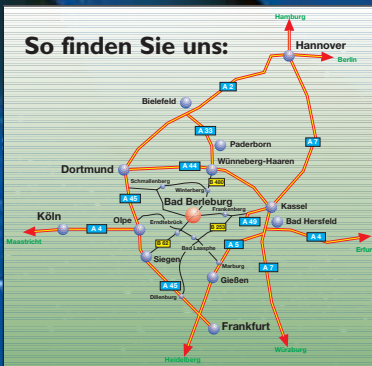 Hamburg
So finden Sie uns:
Hannover
Berlin
A 2
Bielefeld
A 33
A 7
Paderborn
Dortmund
A 44
Wünneberg-Haaren
Schmallenberg
B 480
Winterberg
A 45
Bad Berleburg
Kassel
Köln
Olpe
Erndtebrück
Frankenberg
A 49
Bad Hersfeld
A 4
B 253
A 4
Maastricht
B 62
Bad Laasphe
A 5
Erfurt
Siegen
Marburg
A 7
A 45
Gießen
Dillenburg
Frankfurt
Heidelberg
Würzburg